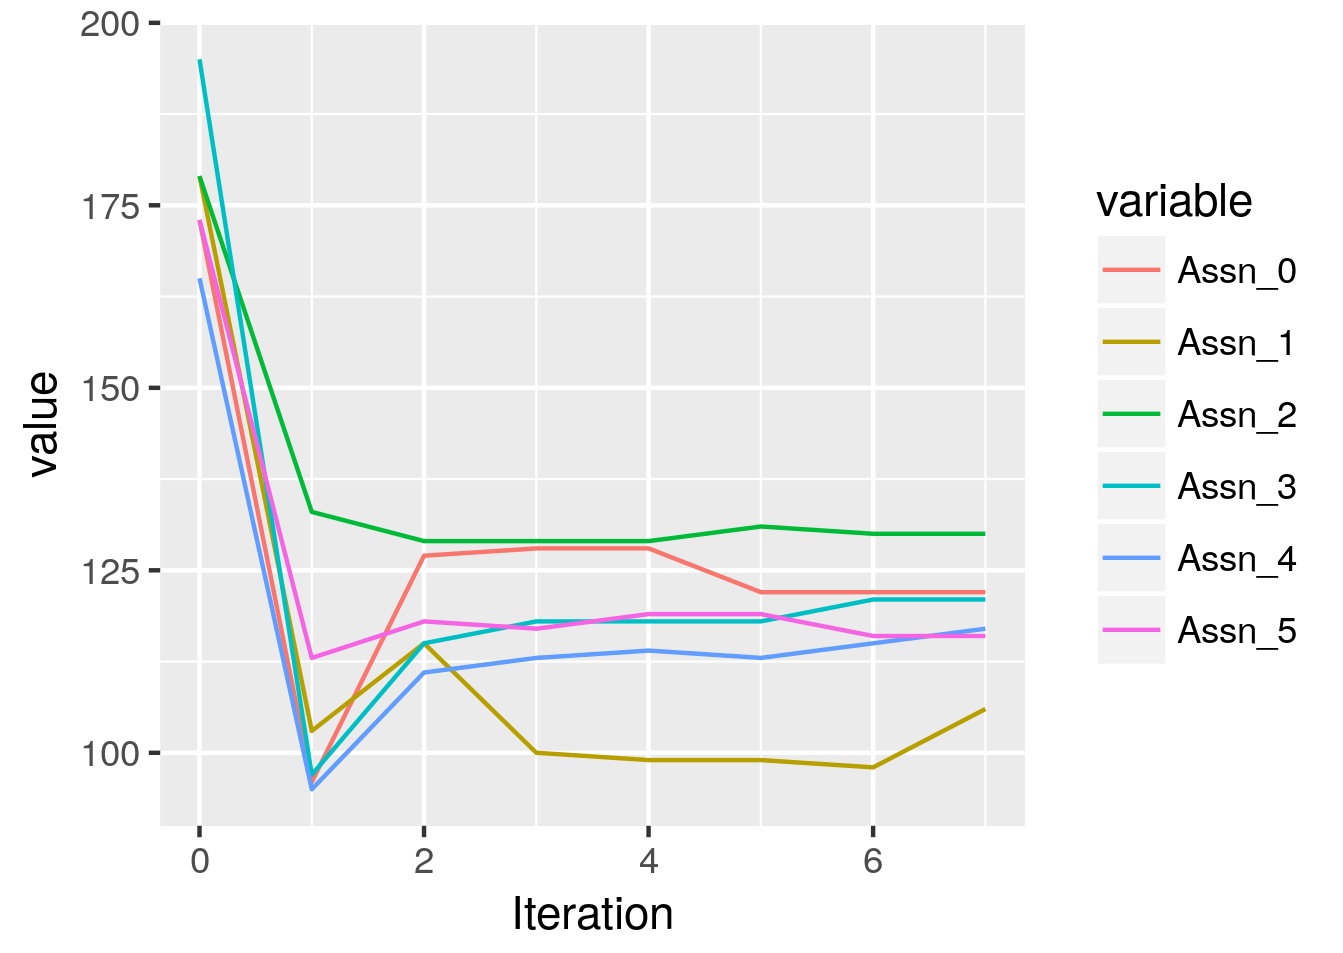 200
175
150
125
100
value
0
2
4
6
Iteration
variable
Assn_0
Assn_1
Assn_2
Assn_3
Assn_4
Assn_5